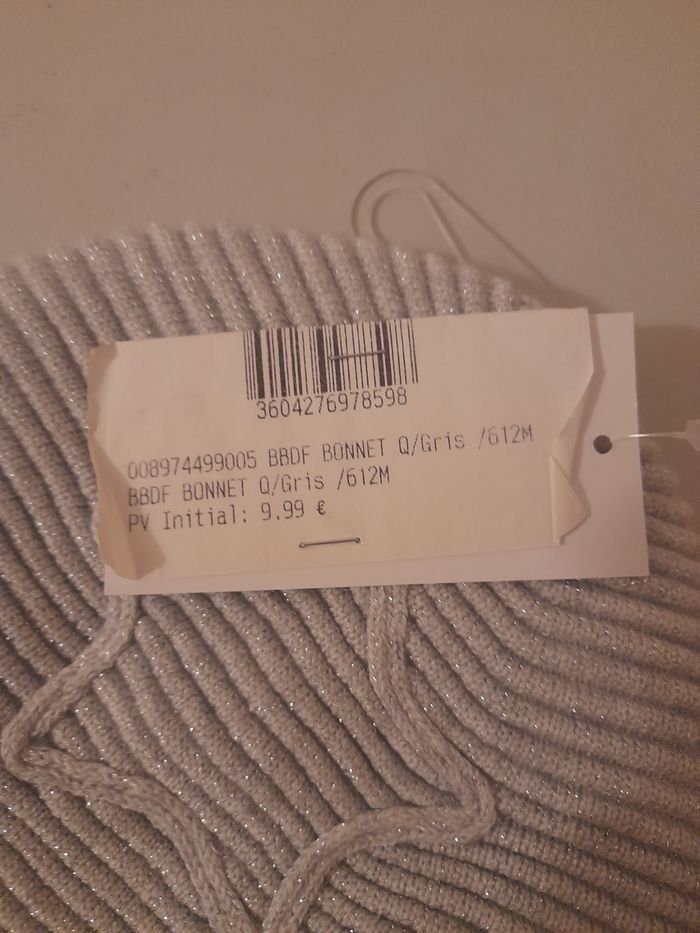 3604276978598
008974499005 BBDF BONNET Q/Gris /612M
BBDF BONNET Q/Gris /612M
PV Initial: 9.99 €